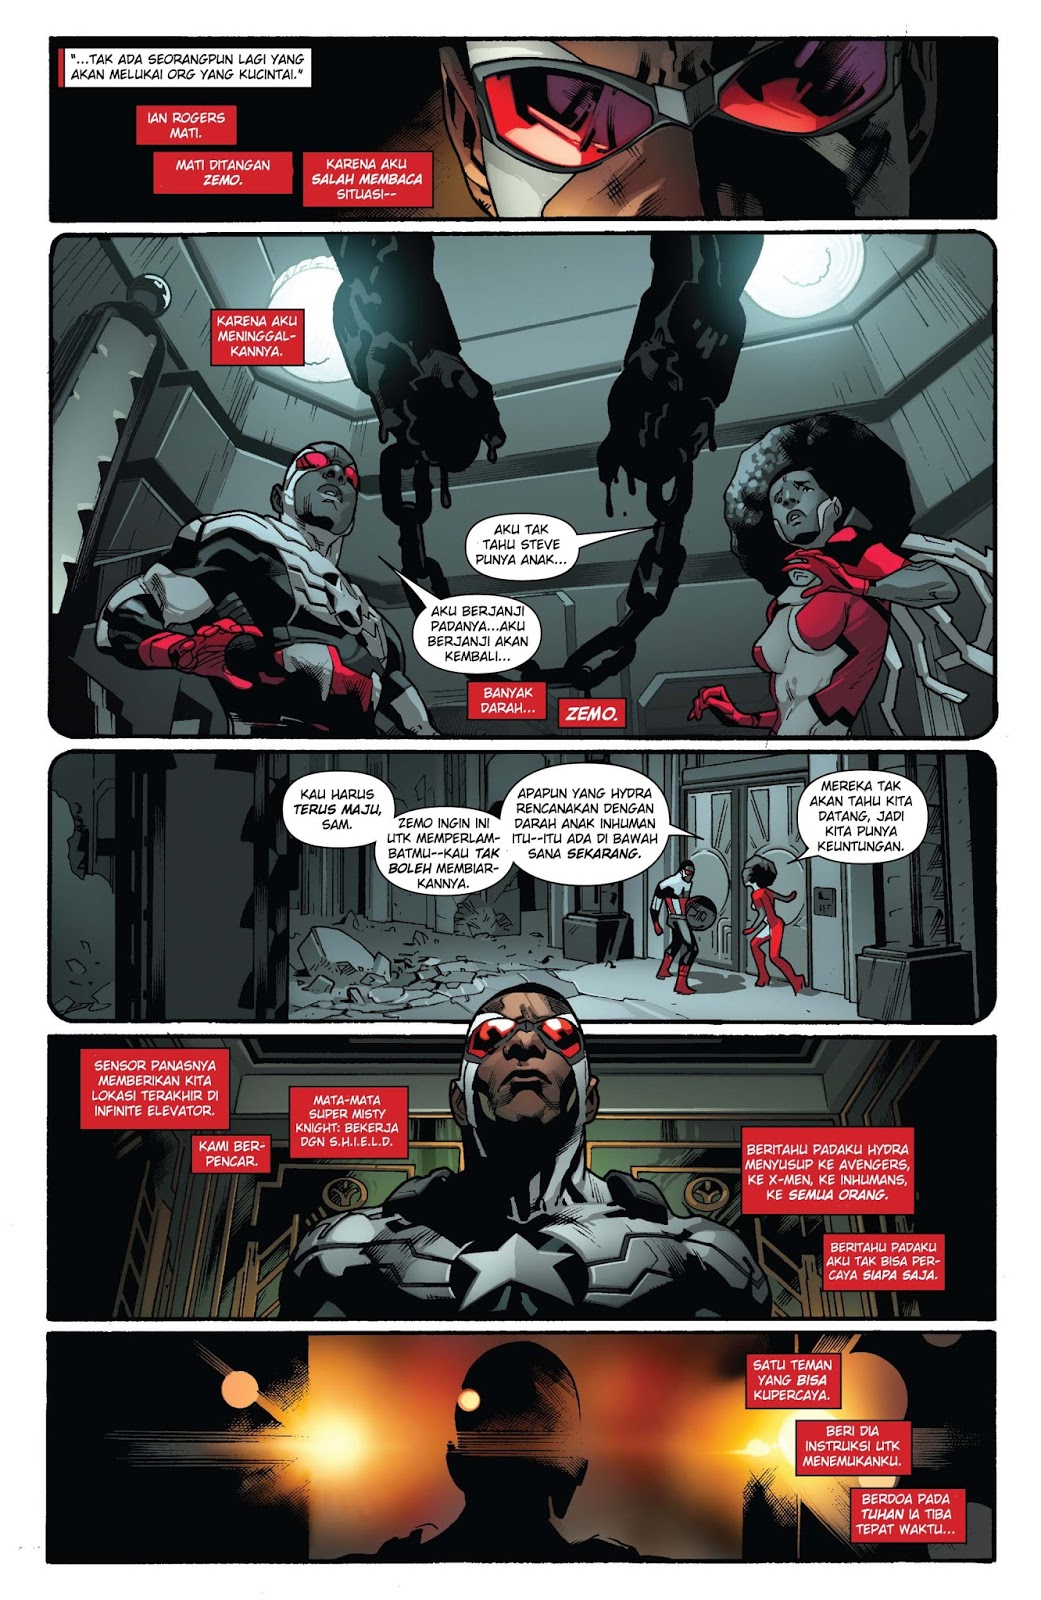 "...TAK ADA SEORANGPUN LAGI YANG
AKAN MELUKAI ORG YANG KUCINTAI."
IAN ROGERS
MATI.
MATI DITANGAN
ZEMO.
KARENA AKU
SALAH MEMBACA
SITUASI--
KARENA AKU
MENINGGAL-
KANNYA.
AKU TAK
TAHU STEVE
PUNYA ANAK...
AKU BERJANJI
PADANYA...AKU
BERJANJI AKAN
KEMBALI...
BANYAK
DARAH...
ZEMO.
KAU HARUS
TERUS MAJU,
SAM.
ZEMO INGIN INI
UTK MEMPERLAM-
BATMU--KAU TAK
BOLEH MEMBIAR-
KANNYA.
APAPUN YANG HYDRA
RENCANAKAN DENGAN
DARAH ANAK INHUMAN
ITU--ITU ADA DI BAWAH
SANA SEKARANG.
MEREKA TAK
AKAN TAHU KITA
DATANG, JADI
KITA PUNYA
KEUNTUNGAN.
SENSOR PANASNYA
MEMBERIKAN KITA
LOKASI TERAKHIR DI
INFINITE ELEVATOR.
KAMI BER-
PENCAR.
MATA-MATA
SUPER MISTY
KNIGHT: BEKERJA
DGN S.H.I.E.L.D.
BERITAHU PADAKU HYDRA
MENYUSUP KE AVENGERS,
KE X-MEN, KE INHUMANS,
KE SEMUA ORANG.
BERITAHU PADAKU
AKU TAK BISA PER-
CAYA SIAPA SAJA.
SATU TEMAN
YANG BISA
KUPERCAYA.
BERI DIA
INSTRUKSI UTK
MENEMUKANKU.
BERDOA PADA
TUHAN IA TIBA
TEPAT WAKTU...